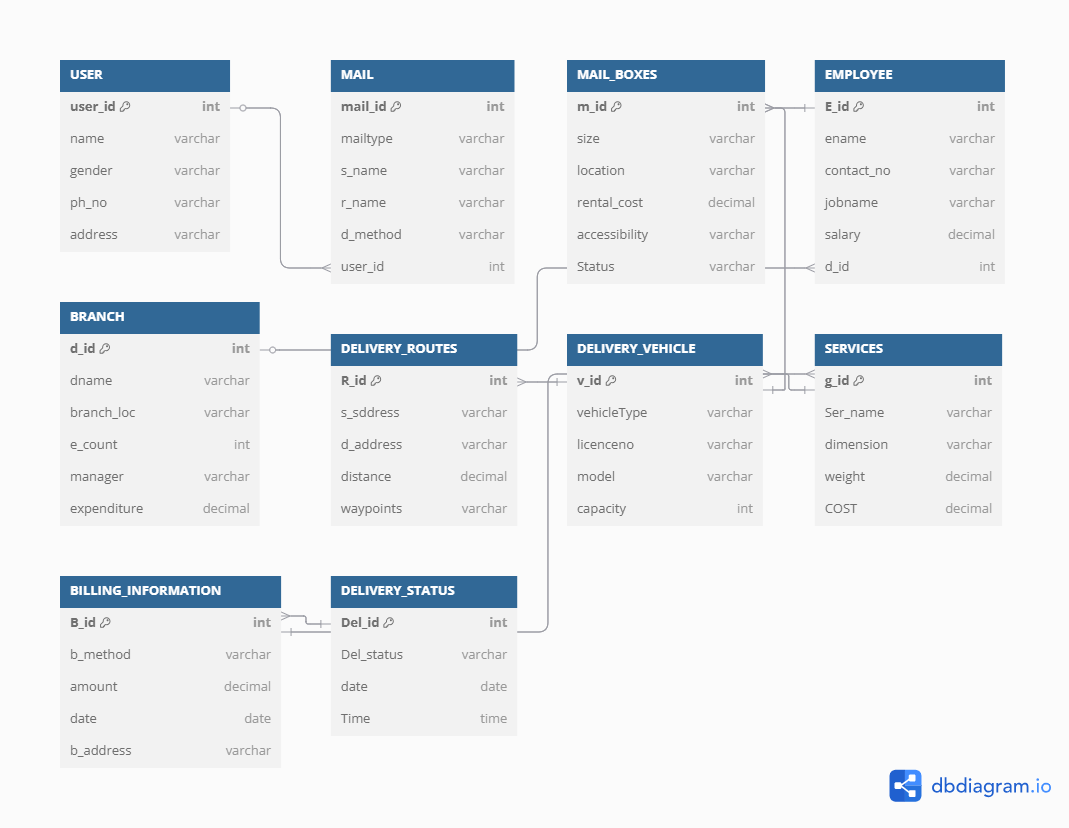 USER
user_id int
name varchar
gender varchar
ph_no varchar
address varchar
MAIL
mail_id int
mailtype varchar
s_name varchar
r_name varchar
d_method varchar
user_id int
MAIL_BOXES
m_id int
size varchar
location varchar
rental_cost decimal
accessibility varchar
Status varchar
EMPLOYEE
E_id int
ename varchar
contact_no varchar
jobname varchar
salary decimal
d_id int
BRANCH
d_id int
dname varchar
branch_loc varchar
e_count int
manager varchar
expenditure decimal
DELIVERY_ROUTES
R_id int
s_sddress varchar
d_address varchar
distance decimal
waypoints varchar
DELIVERY_VEHICLE
v_id int
vehicleType varchar
licenceno varchar
model varchar
capacity int
SERVICES
g_id int
Ser_name varchar
dimension varchar
weight decimal
COST decimal
BILLING_INFORMATION
B_id int
b_method varchar
amount decimal
date date
b_address varchar
DELIVERY_STATUS
Del_id int
Del_status varchar
date date
Time time
dbdiagram.io